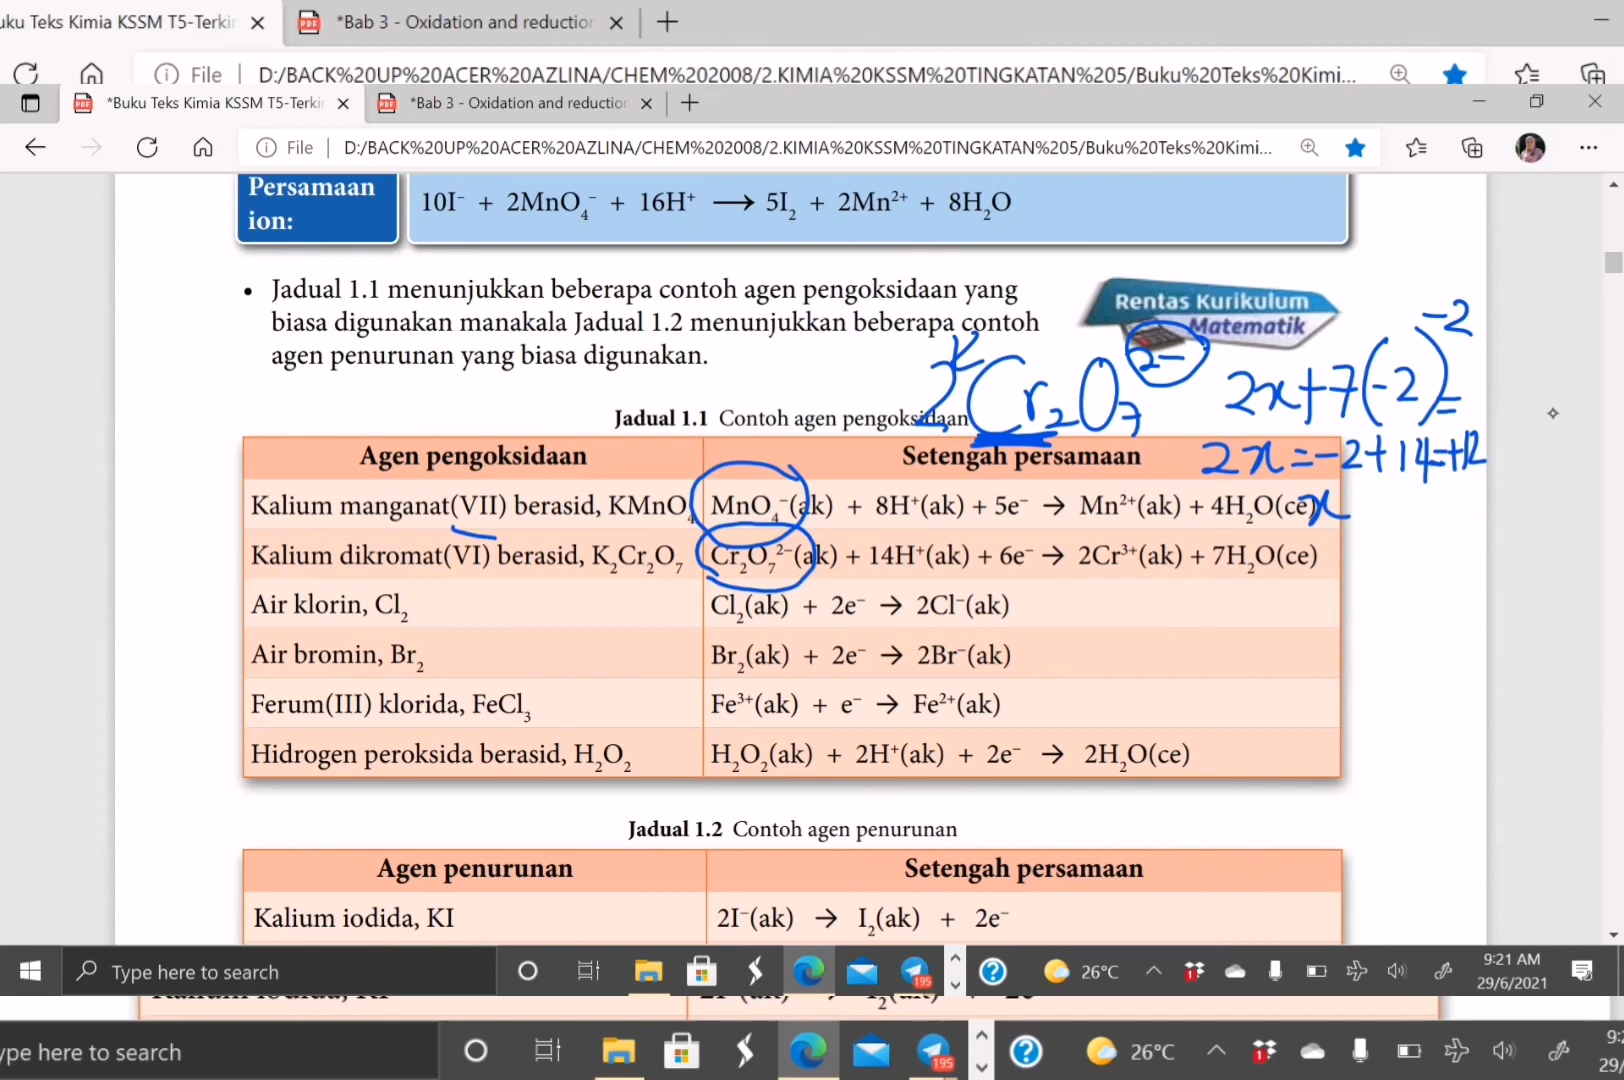 uku Teks Kimia KSSM T5-Terkir
*Bab 3 - Oxidation and reduction
File | D:/BACK%20UP%20ACER%20AZLINA/CHEM%202008/2.KIMIA%20KSSM%20TINGKATAN%205/Buku%20Teks%20Kimi...
*Buku Teks Kimia KSSM T5-Terkir
*Bab 3 - Oxidation and reduction
File | D:/BACK%20UP%20ACER%20AZLINA/CHEM%202008/2.KIMIA%20KSSM%20TINGKATAN%205/Buku%20Teks%20Kimi...
Persamaan ion:
10I⁻ + 2MnO₄⁻ + 16H⁺ ⟶ 5I₂ + 2Mn²⁺ + 8H₂O
• Jadual 1.1 menunjukkan beberapa contoh agen pengoksidaan yang
biasa digunakan manakala Jadual 1.2 menunjukkan beberapa contoh
agen penurunan yang biasa digunakan.
Rentas Kurikulum
Matematik
Cr₂O₇²⁻
2x+7(-2)=-2
2x=-2+14=+12
x
Jadual 1.1 Contoh agen pengoksidaan
Agen pengoksidaan Setengah persamaan
Kalium manganat(VII) berasid, KMnO₄ MnO₄⁻(ak) + 8H⁺(ak) + 5e⁻ → Mn²⁺(ak) + 4H₂O(ce)
Kalium dikromat(VI) berasid, K₂Cr₂O₇ Cr₂O₇²⁻(ak) + 14H⁺(ak) + 6e⁻ → 2Cr³⁺(ak) + 7H₂O(ce)
Air klorin, Cl₂ Cl₂(ak) + 2e⁻ → 2Cl⁻(ak)
Air bromin, Br₂ Br₂(ak) + 2e⁻ → 2Br⁻(ak)
Ferum(III) klorida, FeCl₃ Fe³⁺(ak) + e⁻ → Fe²⁺(ak)
Hidrogen peroksida berasid, H₂O₂ H₂O₂(ak) + 2H⁺(ak) + 2e⁻ → 2H₂O(ce)
Jadual 1.2 Contoh agen penurunan
Agen penurunan Setengah persamaan
Kalium iodida, KI 2I⁻(ak) → I₂(ak) + 2e⁻
Type here to search
195
26°C
9:21 AM
29/6/2021
ype here to search
195
26°C
9:2
29/